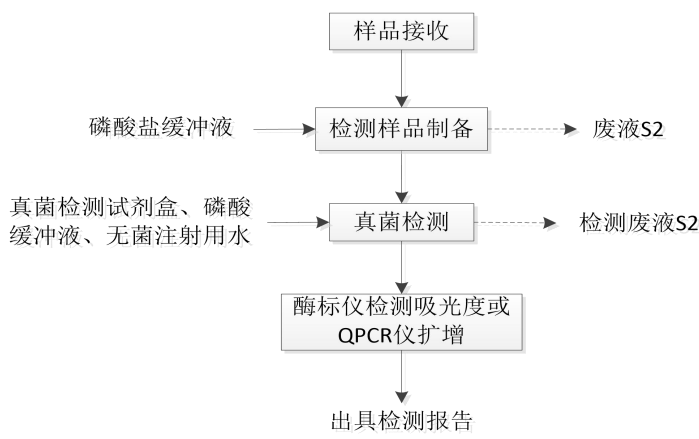 样品接收
磷酸盐缓冲液
检测样品制备
废液S2
真菌检测试剂盒、磷酸
缓冲液、无菌注射用水
真菌检测
检测废液S2
酶标仪检测吸光度或
QPCR仪扩增
出具检测报告